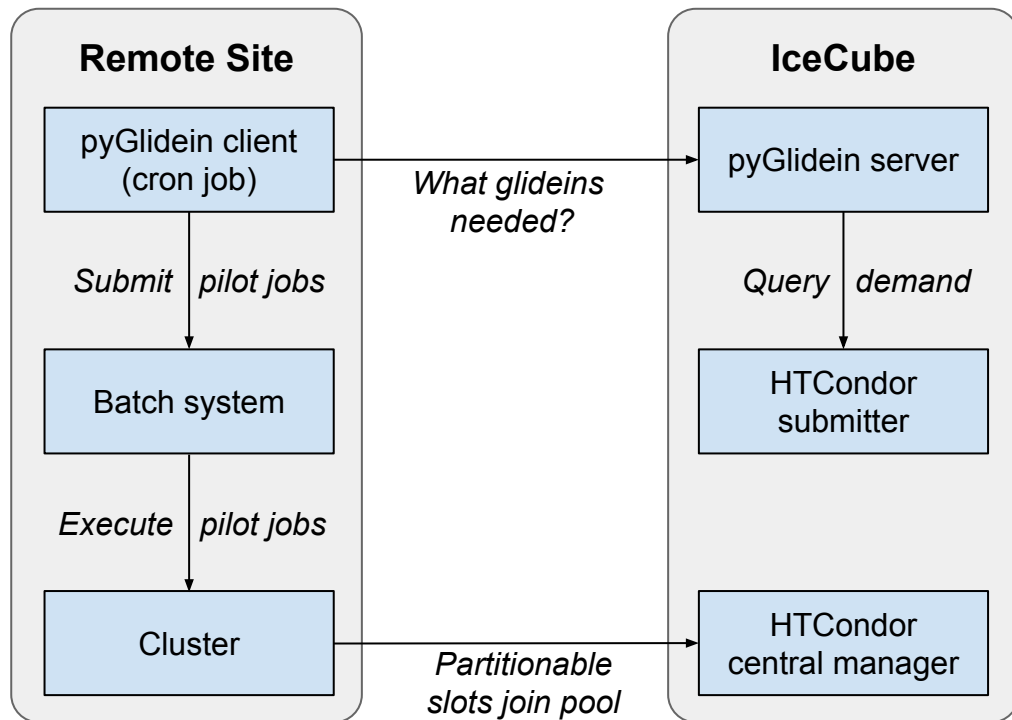 Remote Site
pyGlidein client
(cron job)
Submit pilot jobs
Batch system
Execute pilot jobs
Cluster
What glideins
needed?
Partitionable
slots join pool
IceCube
pyGlidein server
Query demand
HTCondor
submitter
HTCondor
central manager